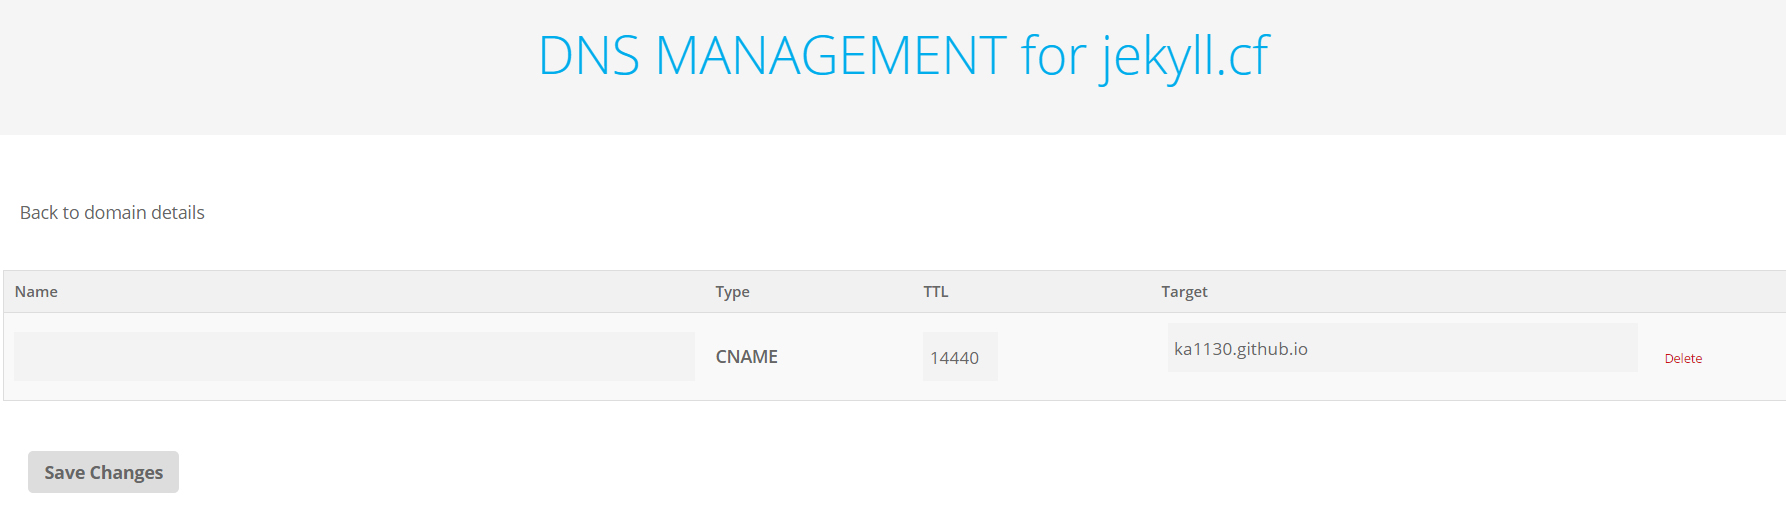 DNS MANAGEMENT for jekyll.cf
Back to domain details
Name Type TTL Target
CNAME 14440 ka1130.github.io Delete
Save Changes